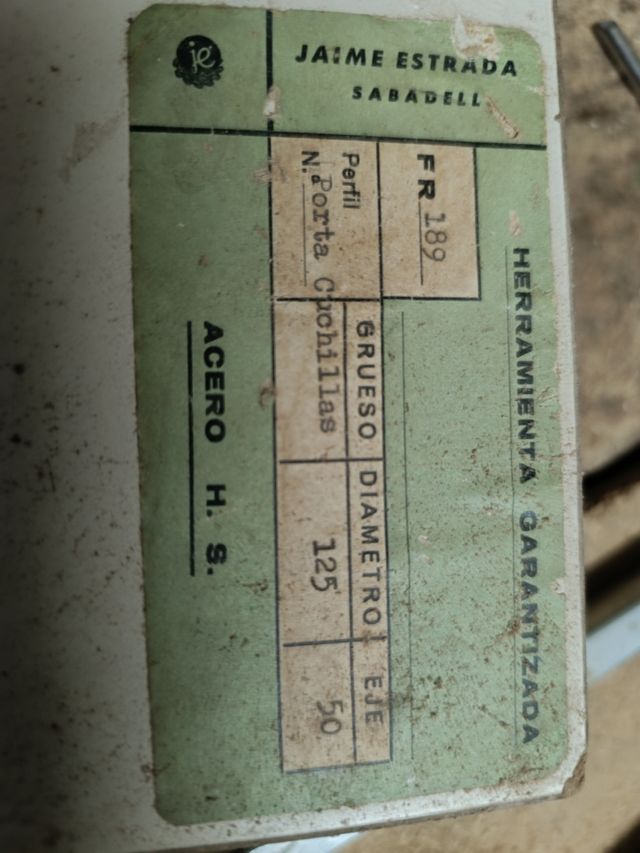 je
JAIME ESTRADA
SABADELL
HERRAMIENTA GARANTIZADA
FR 189
Perfil
N.º Porta Cuchillas
GRUESO DIAMETRO EJE
125 50
ACERO H. S.